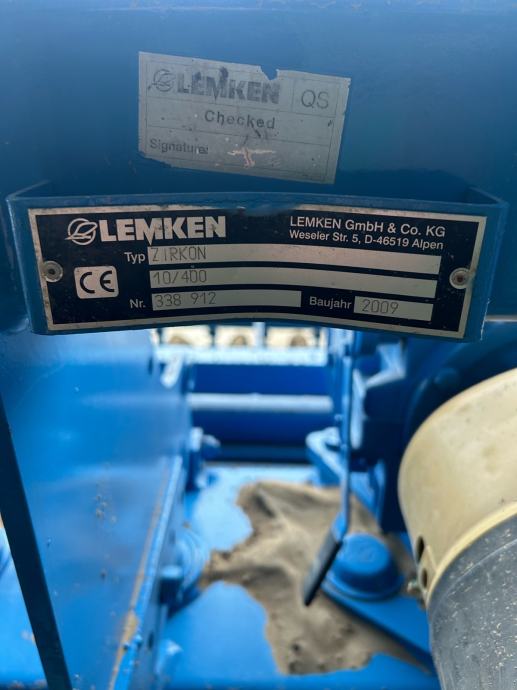 LEMKEN QS
Checked
Signature:
LEMKEN
LEMKEN GmbH & Co. KG
Weseler Str. 5, D-46519 Alpen
Typ ZIRKON
10/400
CE
Nr. 338 912 Baujahr 2009